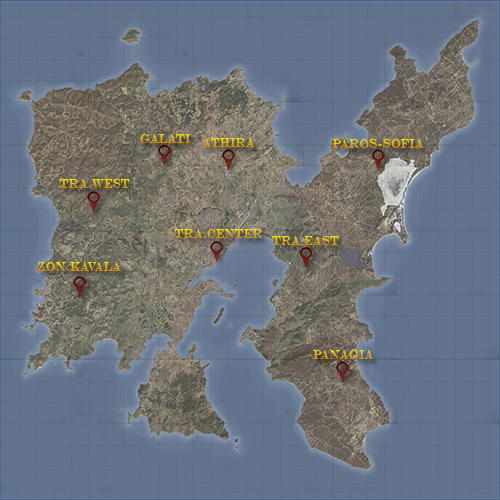 GALATI
ATHIRA
PAROS-SOFIA
TRA.WEST
TRA.CENTER
TRA.EAST
ZON.KAVALA
PANAGIA